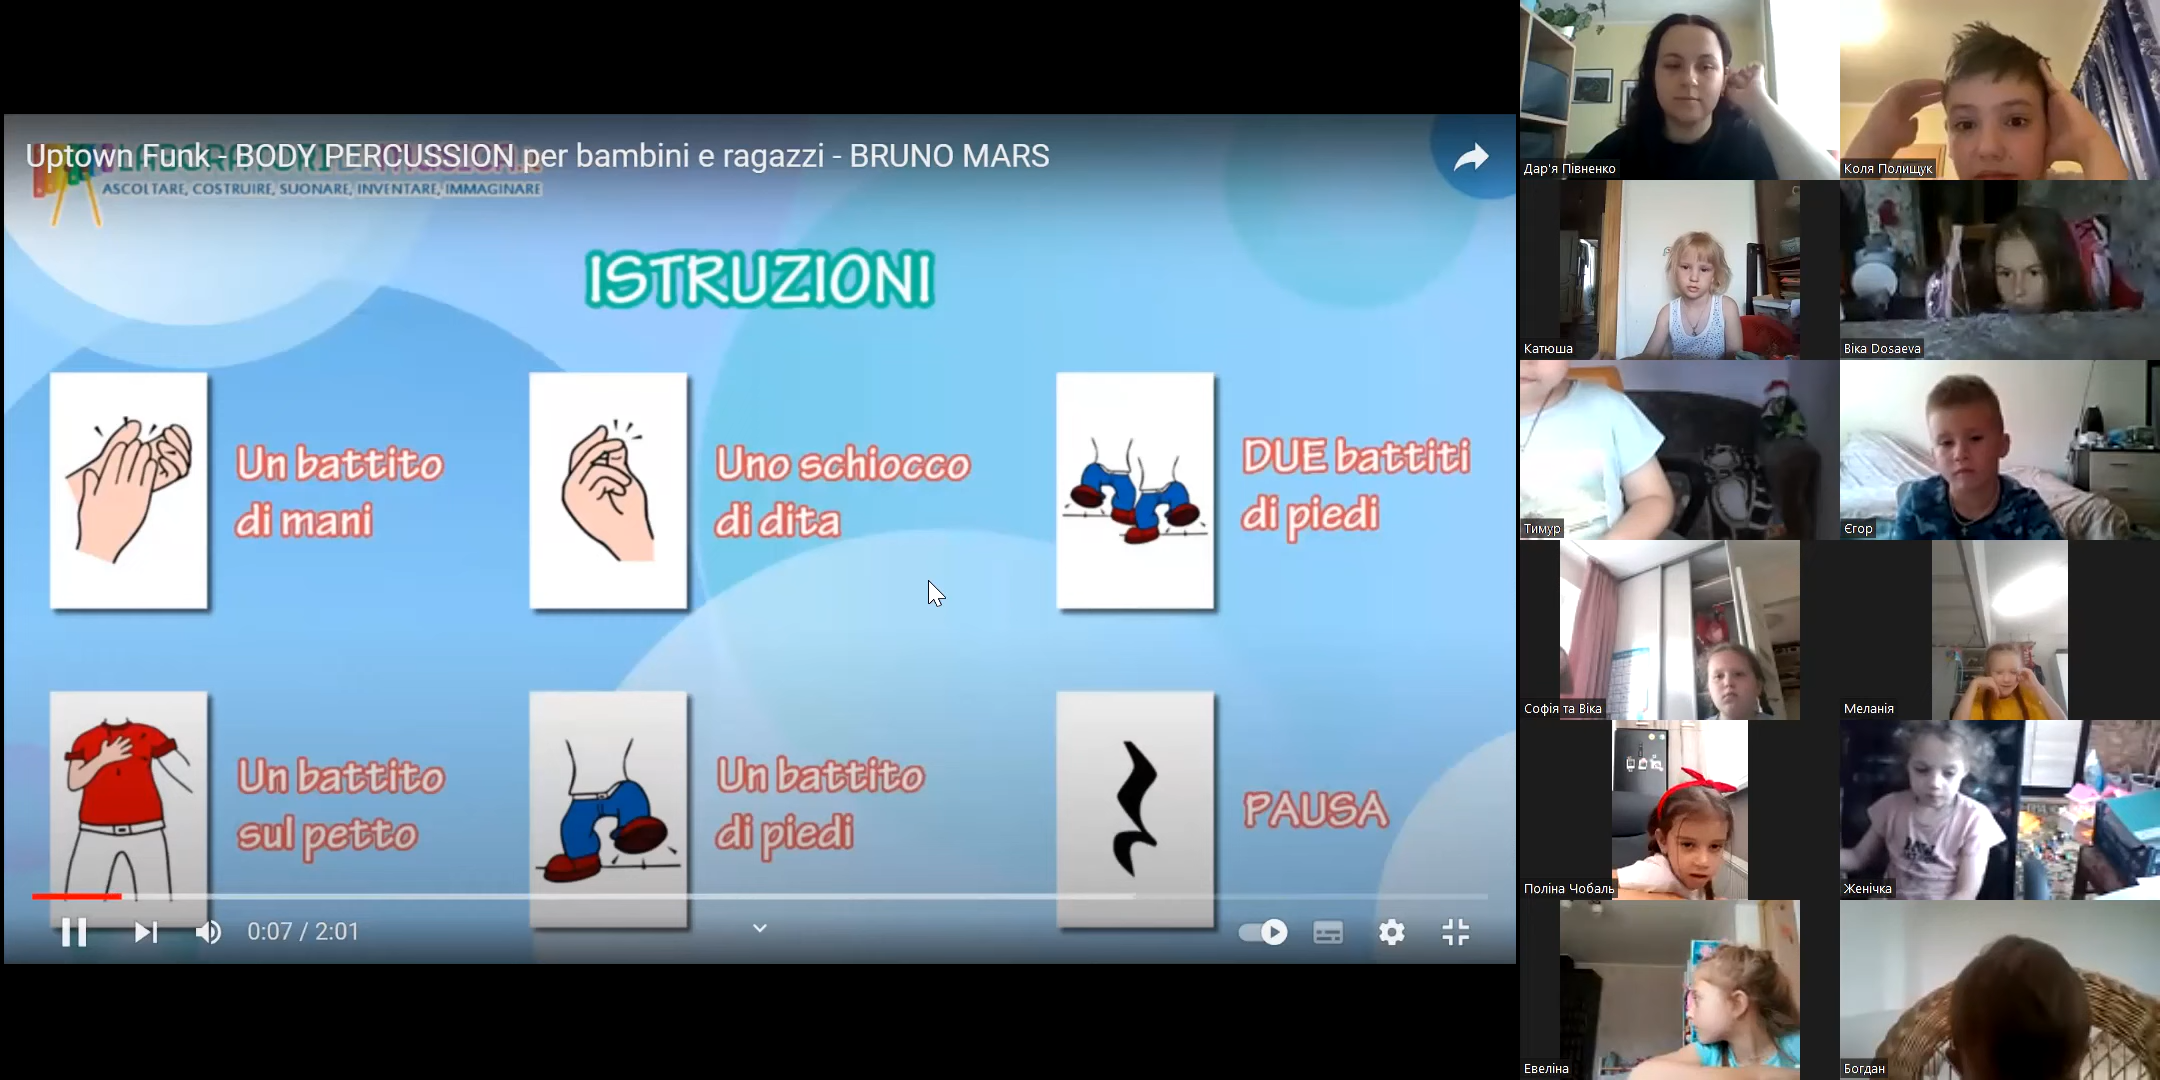 Uptown Funk - BODY PERCUSSION per bambini e ragazzi - BRUNO MARS
ASCOLTARE, COSTRUIRE, SUONARE, INVENTARE, IMMAGINARE
ISTRUZIONI
Un battito
di mani
Uno schiocco
di dita
DUE battiti
di piedi
Un battito
sul petto
Un battito
di piedi
PAUSA
0:07 / 2:01
Дар'я Півненко
Коля Полищук
Катюша
Віка Dosaeva
Тимур
Єгор
Софія та Віка
Меланія
Поліна Чобаль
Женічка
Евеліна
Богдан